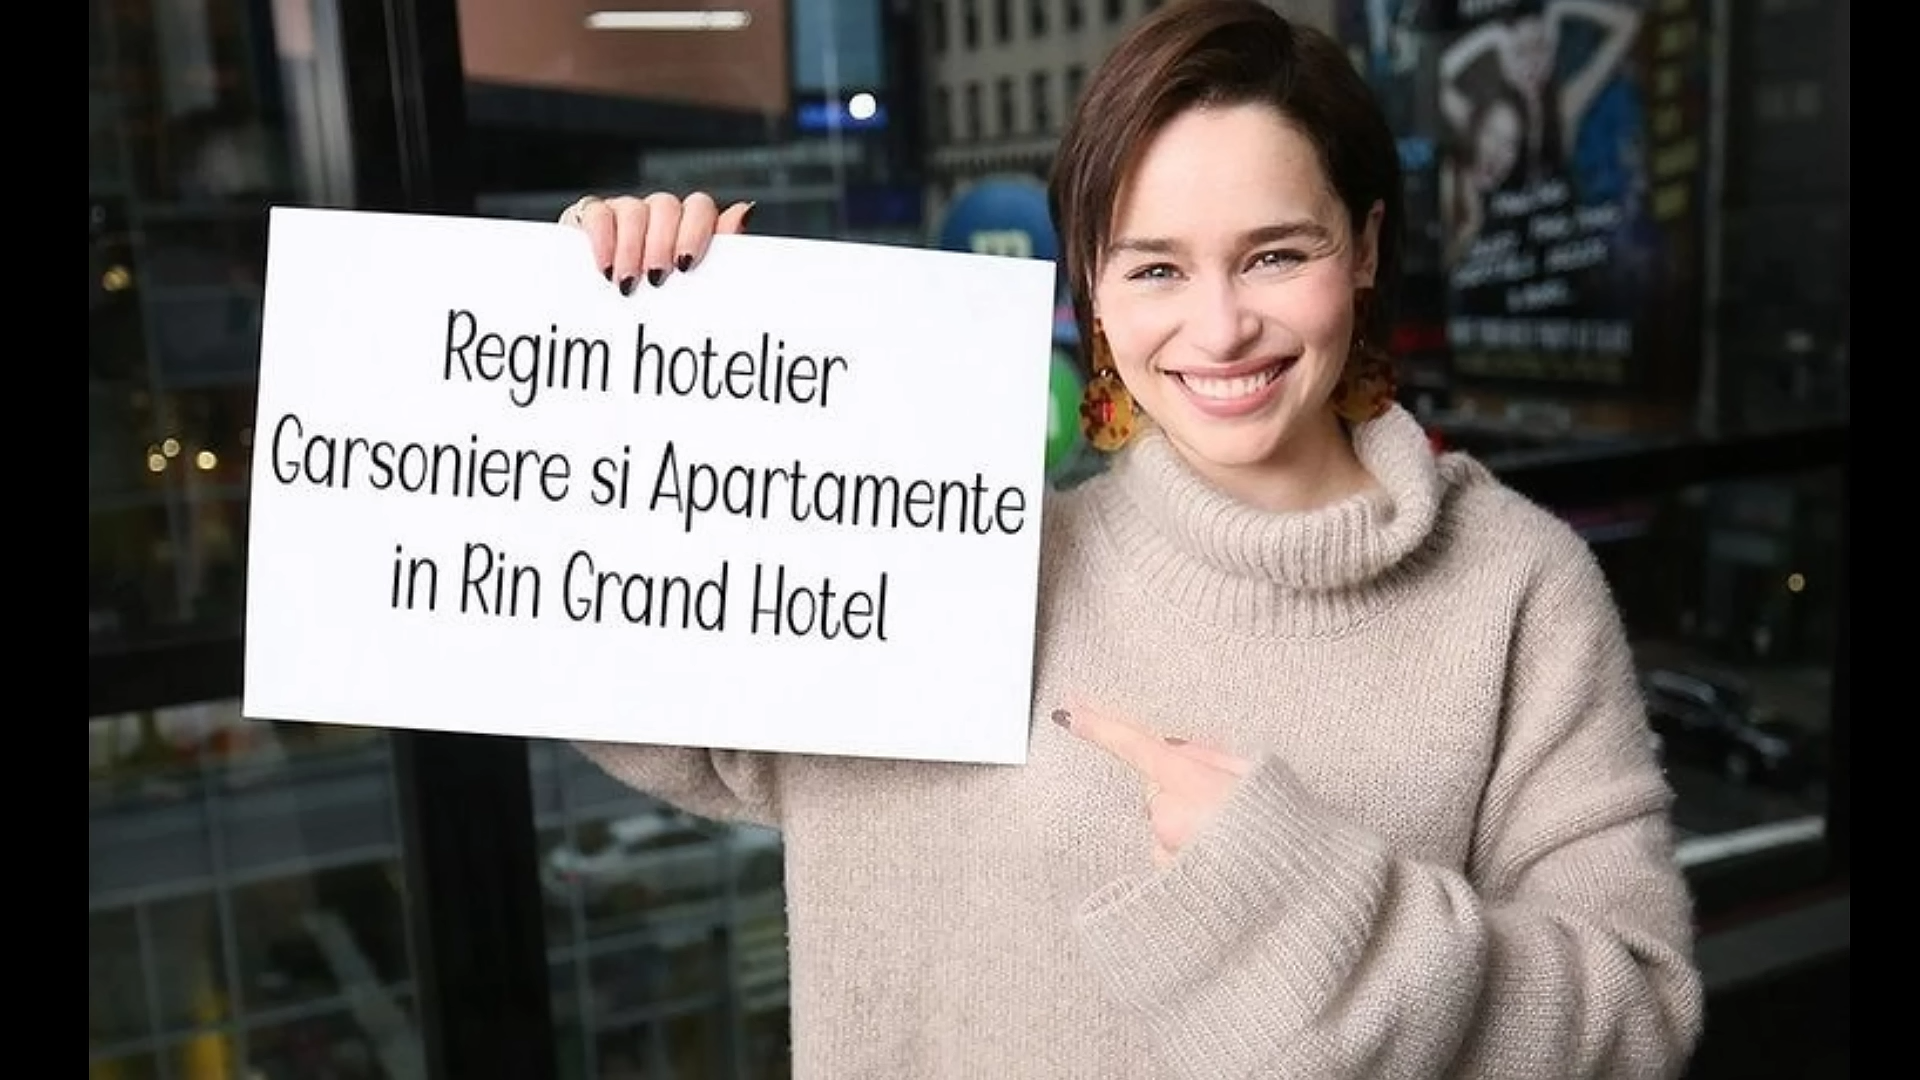 Regim hotelier
Garsoniere si Apartamente
in Rin Grand Hotel